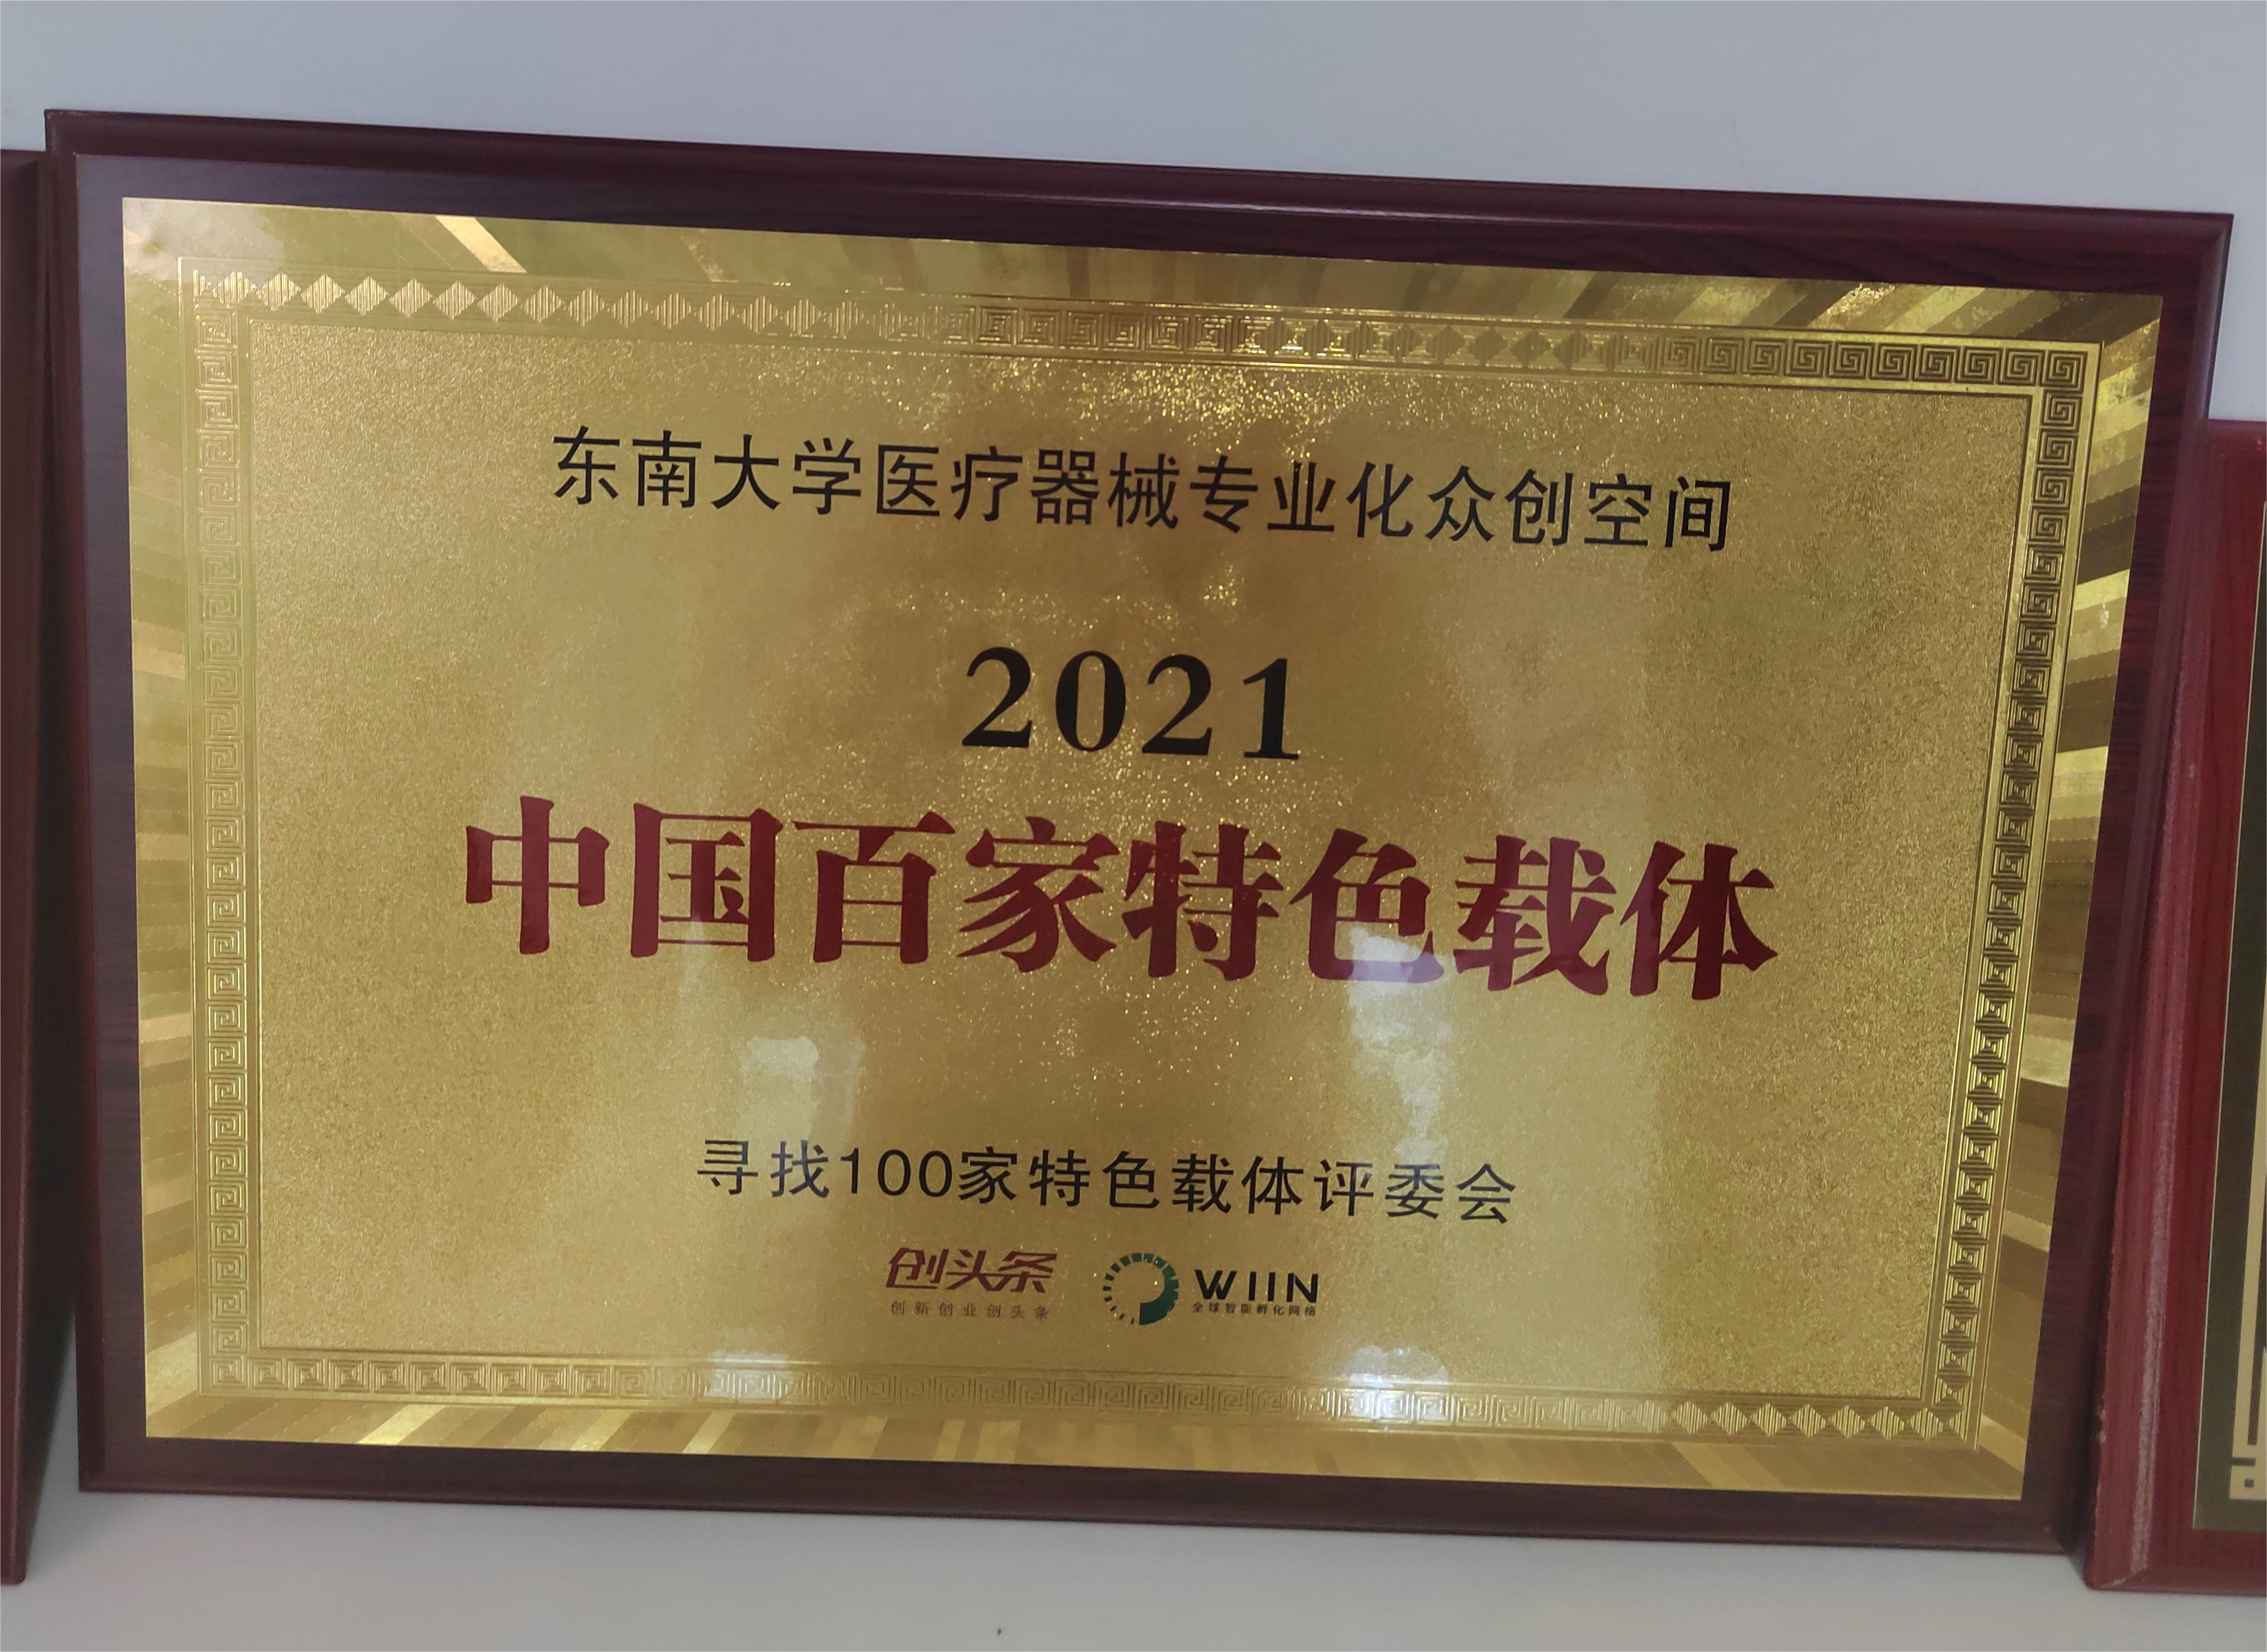 东南大学医疗器械专业化众创空间
2021
中国百家特色载体
寻找100家特色载体评委会
创头条
创新创业创头条
WIIN
全球智能孵化网络